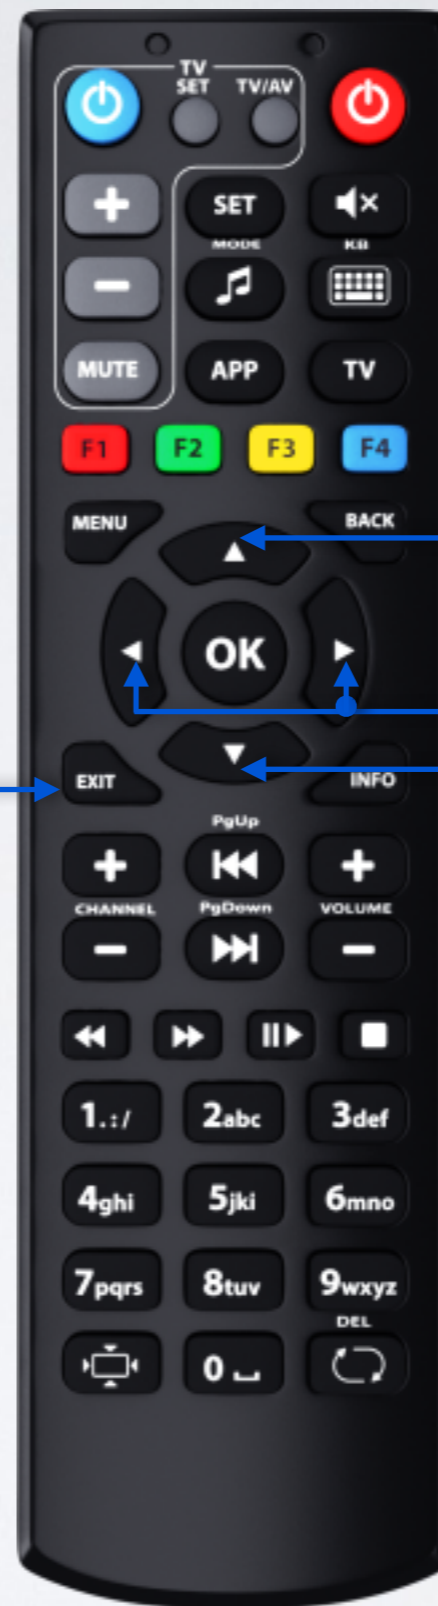 TV
SET TV/AV
SET
MODE KB
MUTE APP TV
F1 F2 F3 F4
MENU BACK
OK
EXIT INFO
PgUp
CHANNEL PgDown VOLUME
1.:/ 2abc 3def
4ghi 5jki 6mno
7pqrs 8tuv 9wxyz
DEL
0